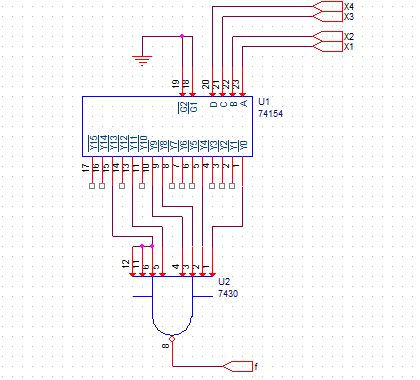 X4
X3
X2
X1
19 18 20 21 22 23
G2 G1 D C B A
U1
74154
Y15 Y14 Y13 Y12 Y11 Y10 Y9 Y8 Y7 Y6 Y5 Y4 Y3 Y2 Y1 Y0
17 16 15 14 13 11 10 9 8 7 6 5 4 3 2 1
12 11 6 5 4 3 2 1
U2
7430
8
f